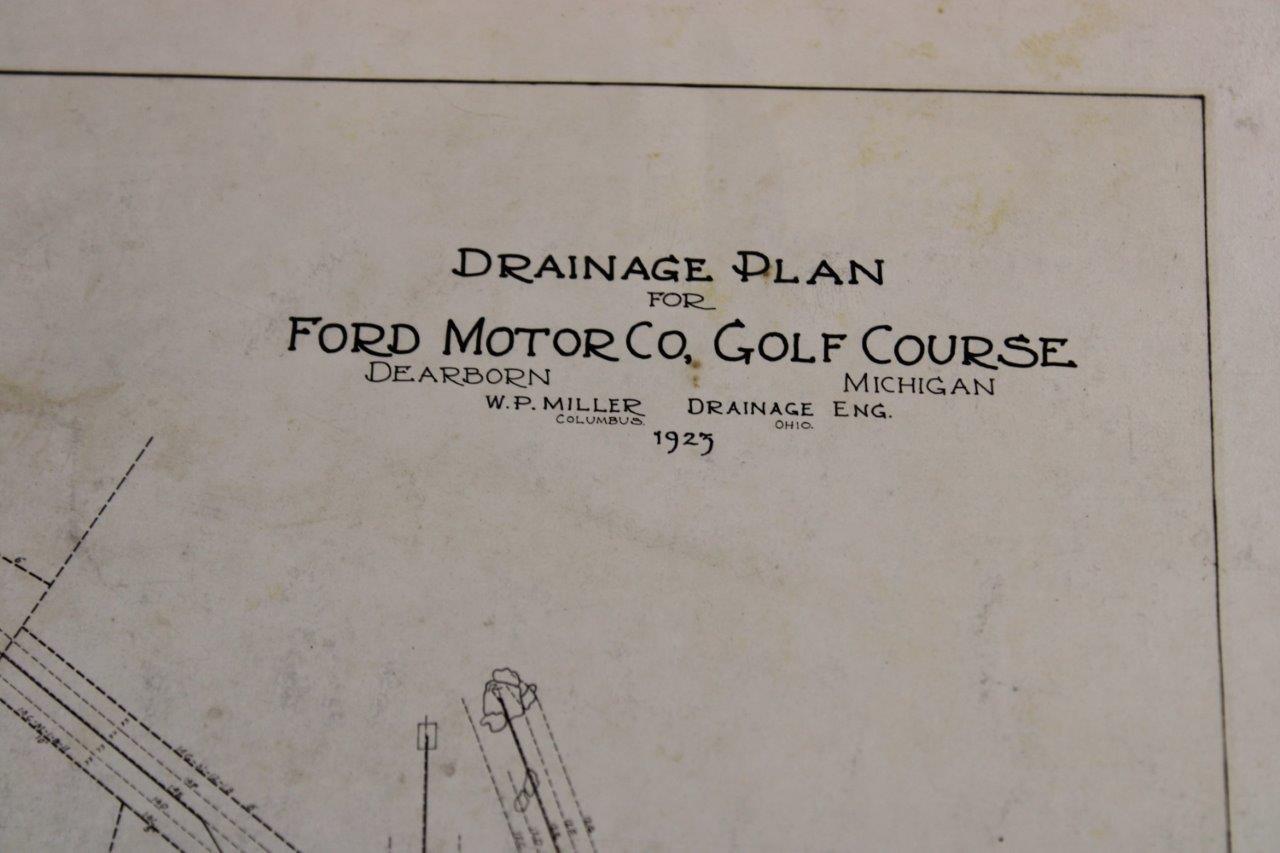 DRAINAGE PLAN
FOR
FORD MOTOR CO, GOLF COURSE
DEARBORN MICHIGAN
W.P. MILLER DRAINAGE ENG.
COLUMBUS. OHIO.
1923